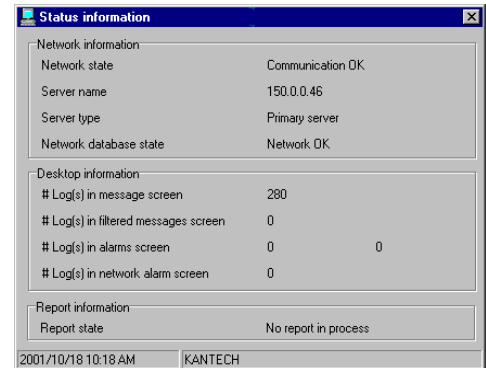 Status information
Network information
Network state Communication OK
Server name 150.0.0.46
Server type Primary server
Network database state Network OK
Desktop information
# Log(s) in message screen 280
# Log(s) in filtered messages screen 0
# Log(s) in alarms screen 0 0
# Log(s) in network alarm screen 0
Report information
Report state No report in process
2001/10/18 10:18 AM KANTECH